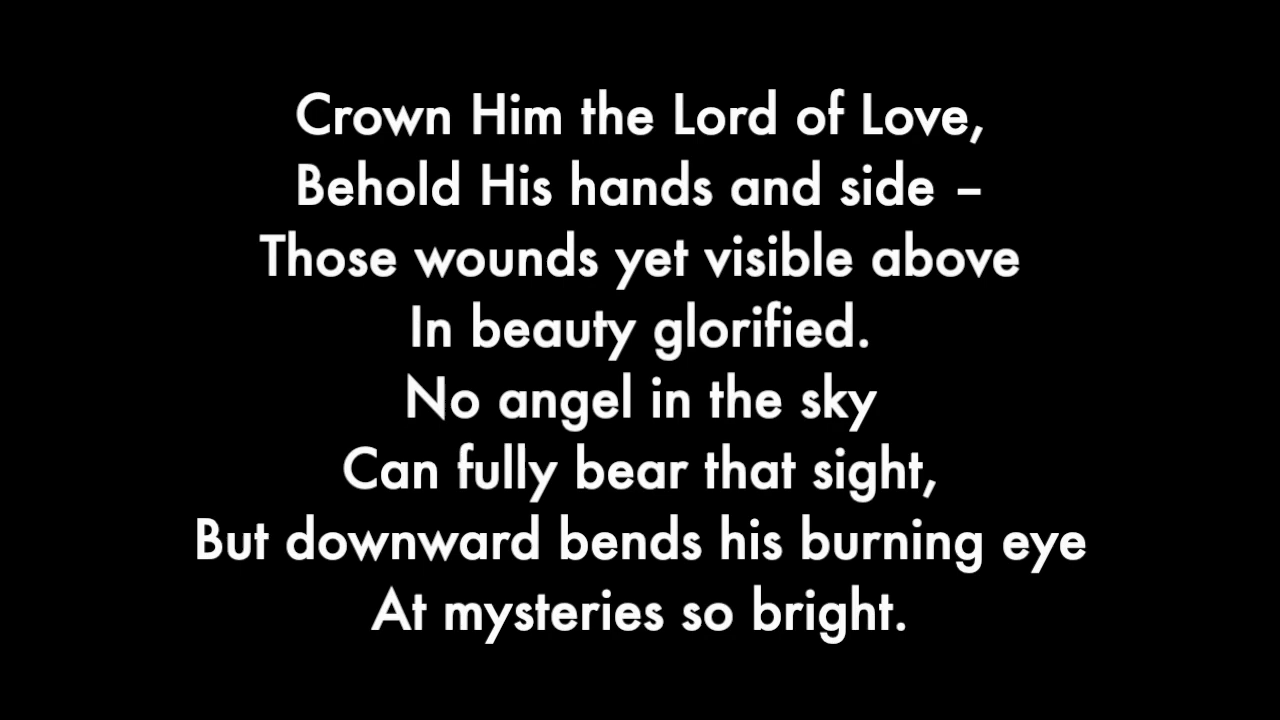 Crown Him the Lord of Love,
Behold His hands and side –
Those wounds yet visible above
In beauty glorified.
No angel in the sky
Can fully bear that sight,
But downward bends his burning eye
At mysteries so bright.